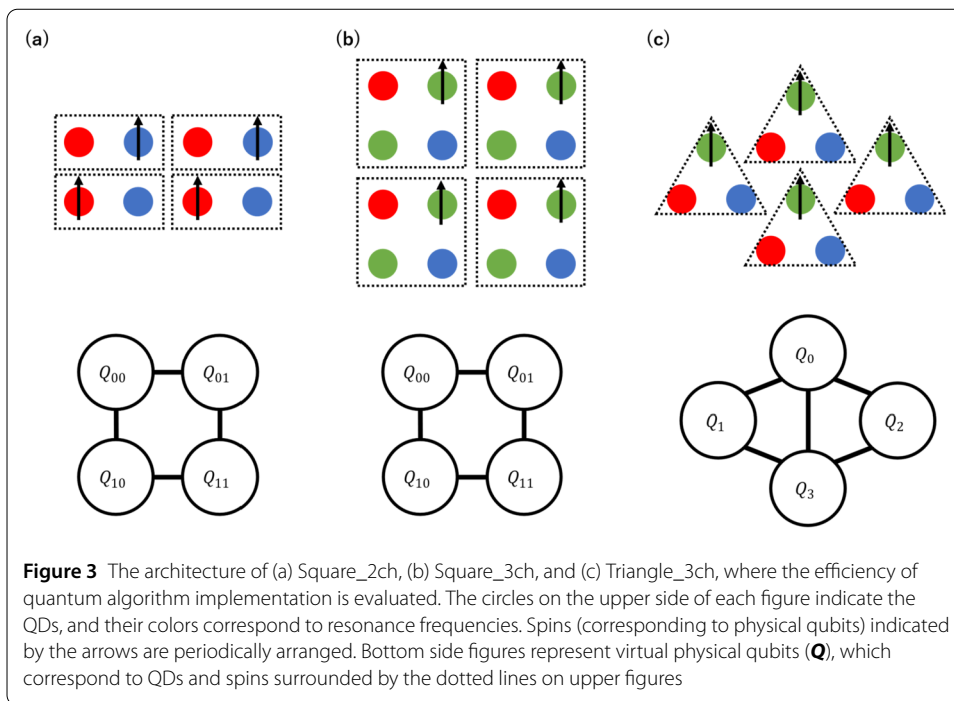 (a)
(b)
(c)
Q00
Q01
Q10
Q11
Q00
Q01
Q10
Q11
Q0
Q1
Q2
Q3
Figure 3 The architecture of (a) Square_2ch, (b) Square_3ch, and (c) Triangle_3ch, where the efficiency of
quantum algorithm implementation is evaluated. The circles on the upper side of each figure indicate the
QDs, and their colors correspond to resonance frequencies. Spins (corresponding to physical qubits) indicated
by the arrows are periodically arranged. Bottom side figures represent virtual physical qubits (Q), which
correspond to QDs and spins surrounded by the dotted lines on upper figures